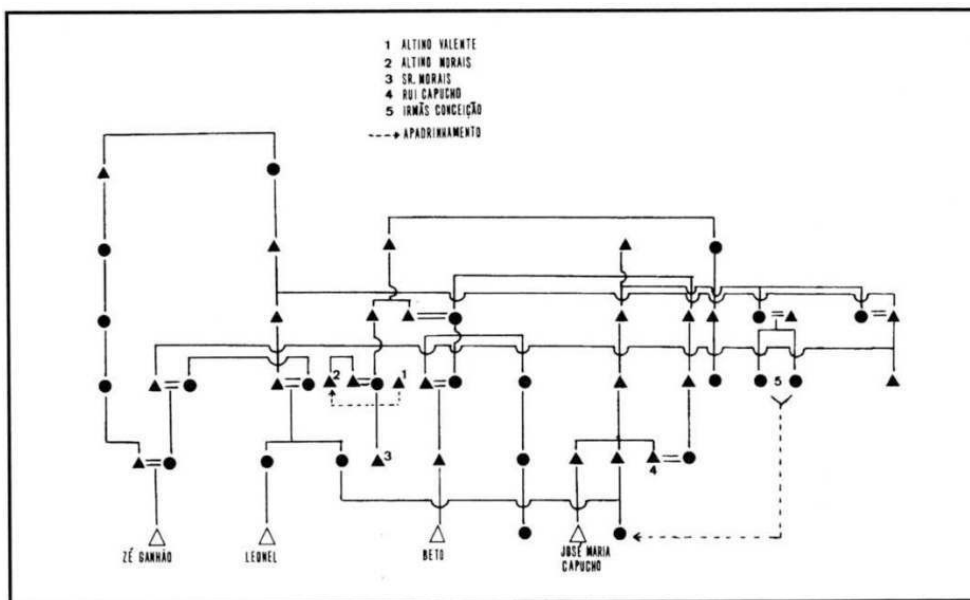 1 ALTINO VALENTE
2 ALTINO MORAIS
3 SR. MORAIS
4 RUI CAPUCHO
5 IRMÃS CONCEIÇÃO
APADRINHAMENTO
2
1
5
3
4
ZÉ GANHÃO
LEONEL
BETO
JOSÉ MARIA
CAPUCHO